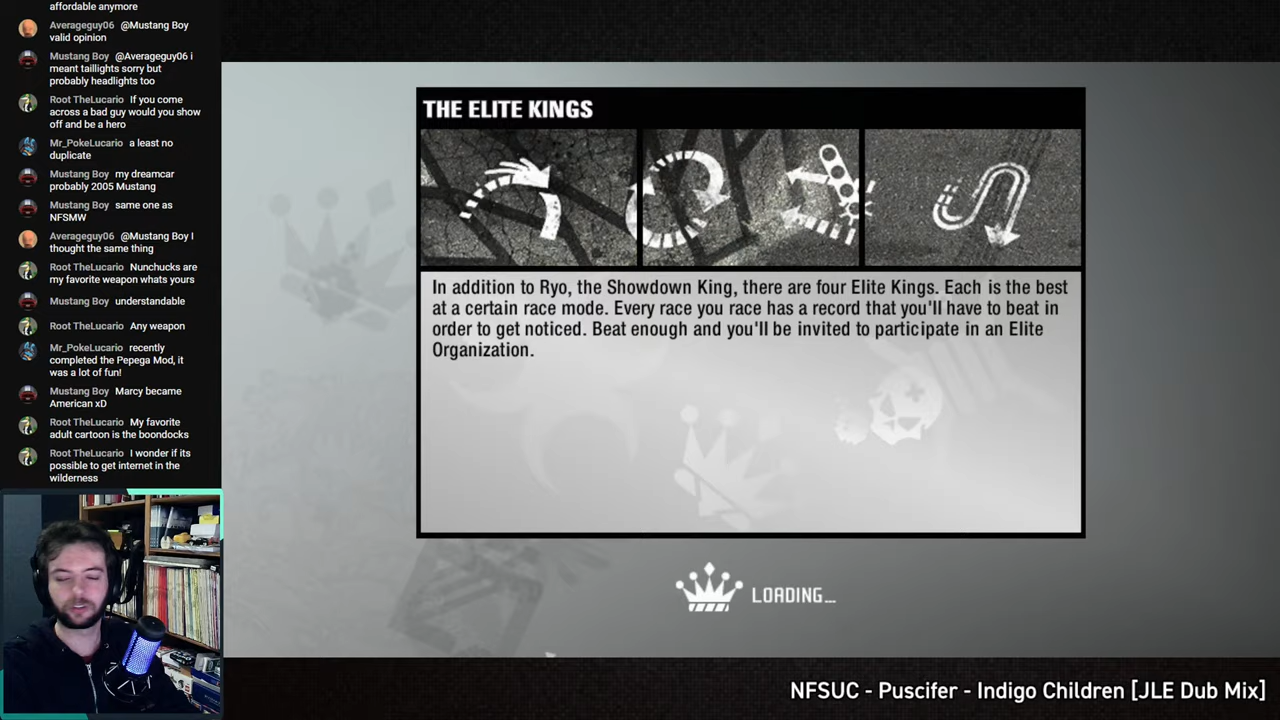 affordable anymore
Averageguy06 @Mustang Boy
valid opinion
Mustang Boy @Averageguy06 i
meant taillights sorry but
probably headlights too
Root TheLucario If you come
across a bad guy would you show
off and be a hero
Mr_PokeLucario a least no
duplicate
Mustang Boy my dreamcar
probably 2005 Mustang
Mustang Boy same one as
NFSMW
Averageguy06 @Mustang Boy I
thought the same thing
Root TheLucario Nunchucks are
my favorite weapon whats yours
Mustang Boy understandable
Root TheLucario Any weapon
Mr_PokeLucario recently
completed the Pepega Mod, it
was a lot of fun!
Mustang Boy Marcy became
American xD
Root TheLucario My favorite
adult cartoon is the boondocks
Root TheLucario I wonder if its
possible to get internet in the
wilderness
THE ELITE KINGS
In addition to Ryo, the Showdown King, there are four Elite Kings. Each is the best
at a certain race mode. Every race you race has a record that you'll have to beat in
order to get noticed. Beat enough and you'll be invited to participate in an Elite
Organization.
LOADING...
NFSUC - Puscifer - Indigo Children [JLE Dub Mix]